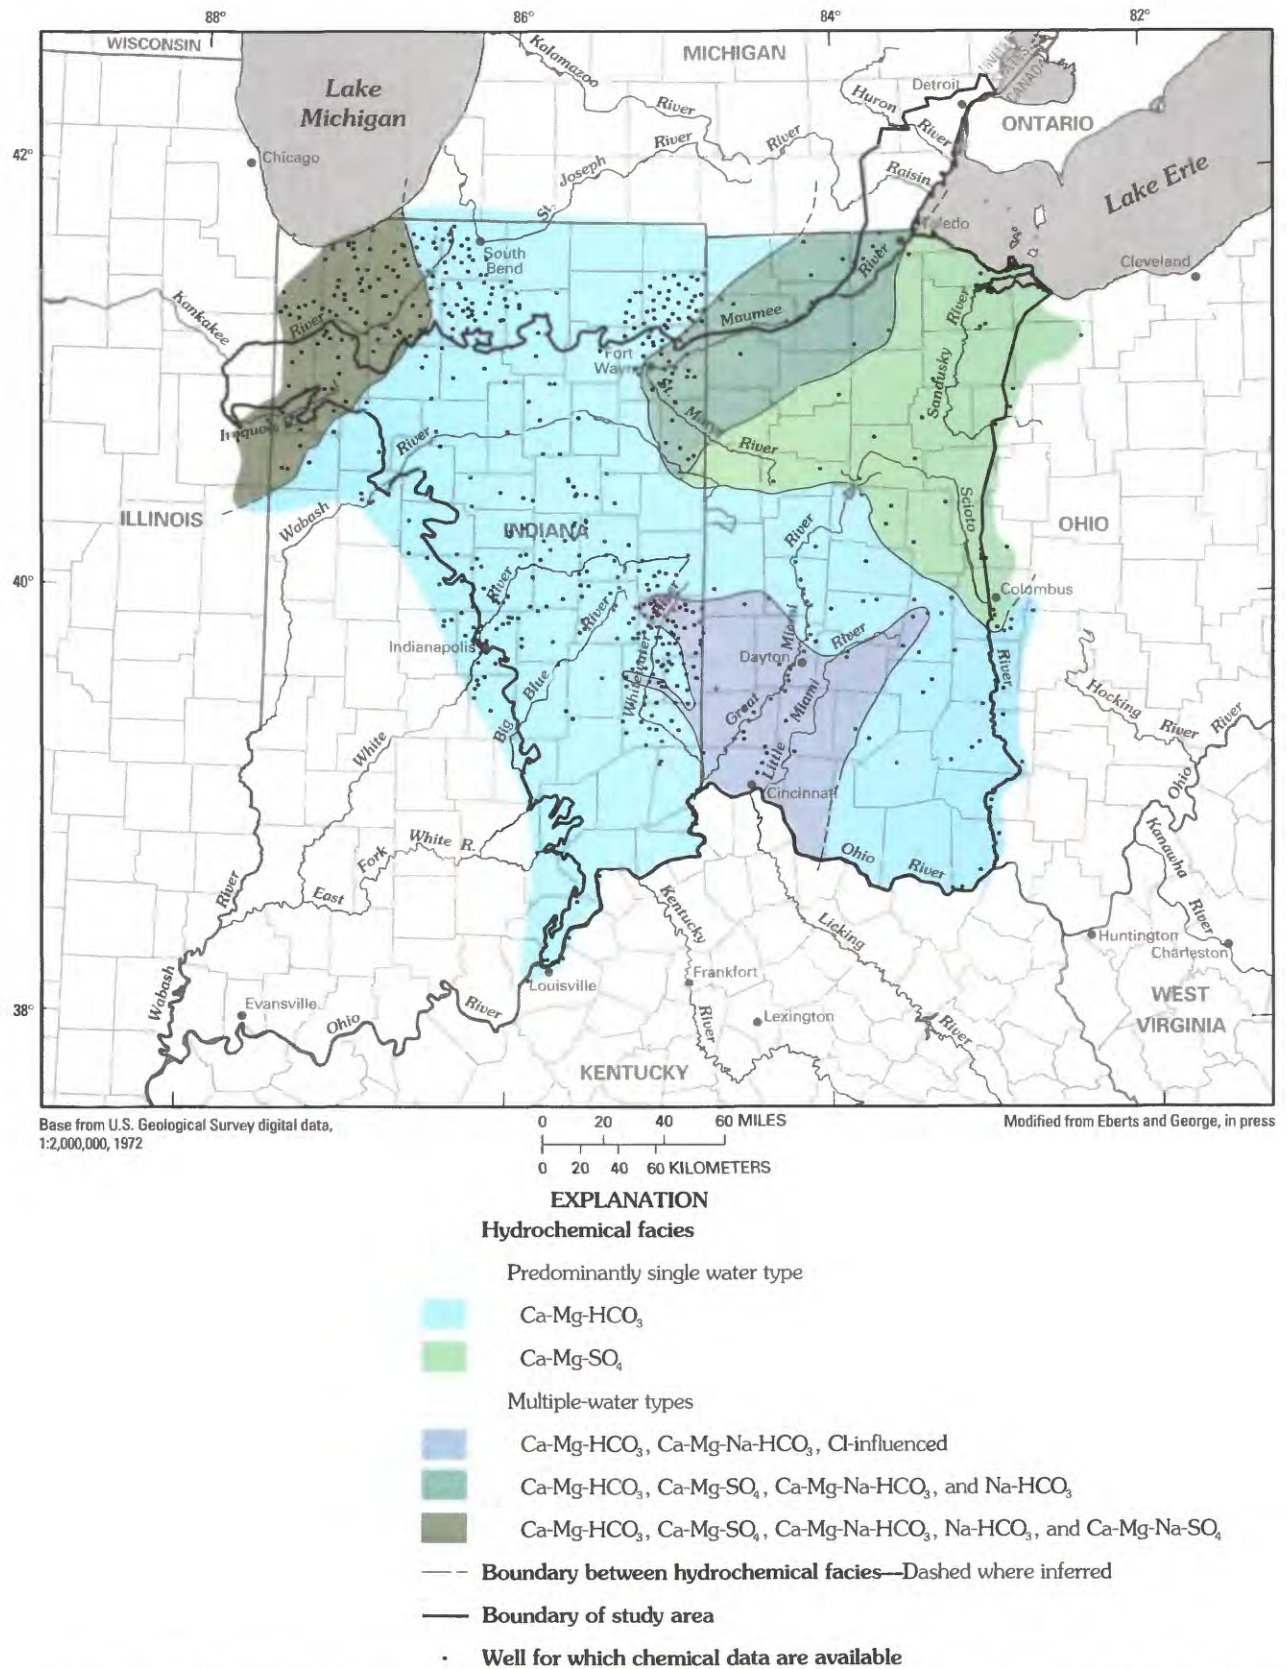 88°
86°
84°
82°
WISCONSIN
MICHIGAN
Kalamazoo
River
Lake
Michigan
Detroit
UNITED STATES
CANADA
ONTARIO
Huron
River
42°
Chicago
St.
Joseph
River
River
Raisin
Lake Erie
Toledo
South
Bend
Cleveland
Kankakee
River
Maumee
River
River
Sandusky
Fort
Wayne
St.
Marys
River
Iroquois R.
River
Wabash
ILLINOIS
INDIANA
OHIO
Scioto
River
River
40°
River
River
Columbus
River
Indianapolis
Whitewater
River
Dayton
Miami
River
Great
Miami
Little
Big
Blue
White
Hocking
River
River
Ohio
Cincinnati
White R.
Fork
East
River
Ohio
River
Kanawha
River
Kentucky
River
Licking
River
Huntington
Charleston
Wabash
Louisville
Frankfort
Lexington
WEST
VIRGINIA
38°
Evansville
Ohio
River
KENTUCKY
Base from U.S. Geological Survey digital data,
1:2,000,000, 1972
0 20 40 60 MILES
0 20 40 60 KILOMETERS
Modified from Eberts and George, in press
EXPLANATION
Hydrochemical facies
Predominantly single water type
Ca-Mg-HCO₃
Ca-Mg-SO₄
Multiple-water types
Ca-Mg-HCO₃, Ca-Mg-Na-HCO₃, Cl-influenced
Ca-Mg-HCO₃, Ca-Mg-SO₄, Ca-Mg-Na-HCO₃, and Na-HCO₃
Ca-Mg-HCO₃, Ca-Mg-SO₄, Ca-Mg-Na-HCO₃, Na-HCO₃, and Ca-Mg-Na-SO₄
Boundary between hydrochemical facies—Dashed where inferred
Boundary of study area
Well for which chemical data are available